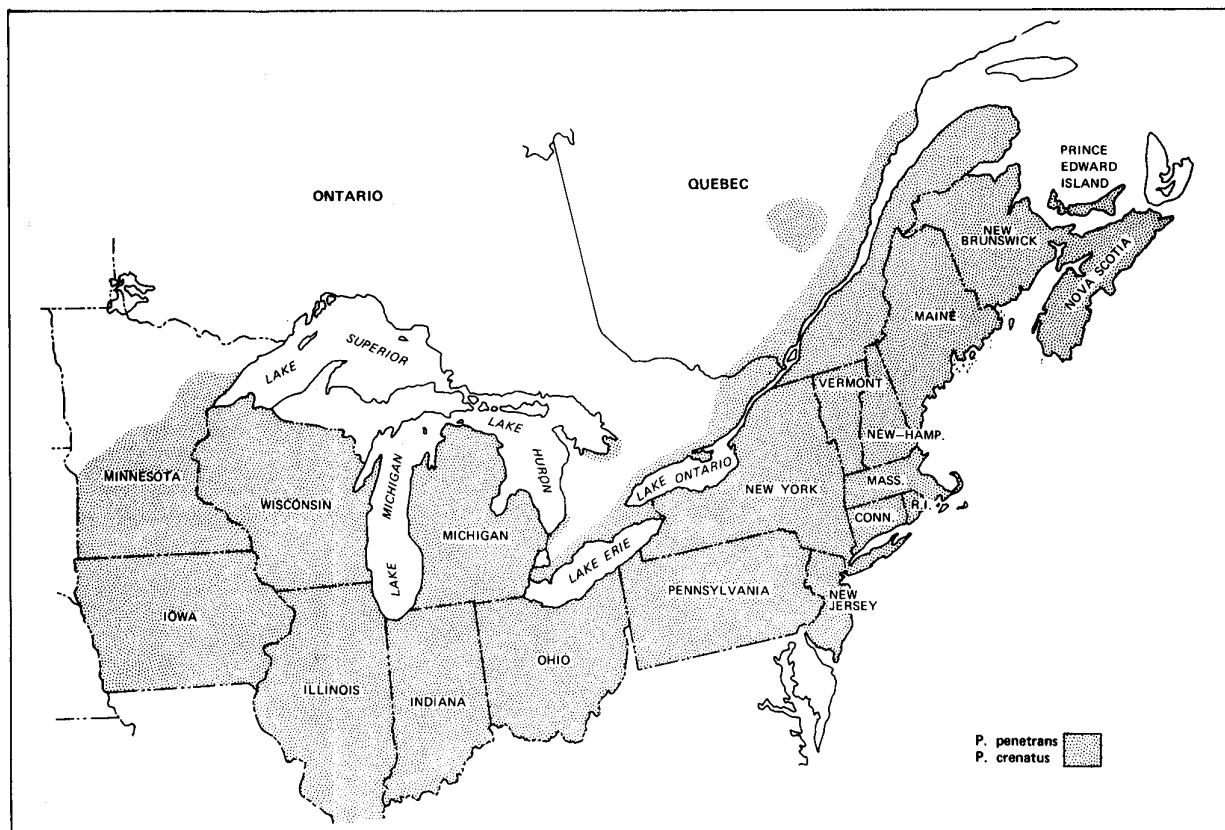 ONTARIO
QUEBEC
PRINCE
EDWARD
ISLAND
NEW
BRUNSWICK
NOVA SCOTIA
MAINE
LAKE SUPERIOR
VERMONT
NEW-HAMP.
LAKE HURON
MINNESOTA
WISCONSIN
LAKE MICHIGAN
MICHIGAN
LAKE ONTARIO
NEW YORK
MASS.
CONN.
R.I.
LAKE ERIE
PENNSYLVANIA
NEW
JERSEY
IOWA
ILLINOIS
INDIANA
OHIO
P. penetrans
P. crenatus